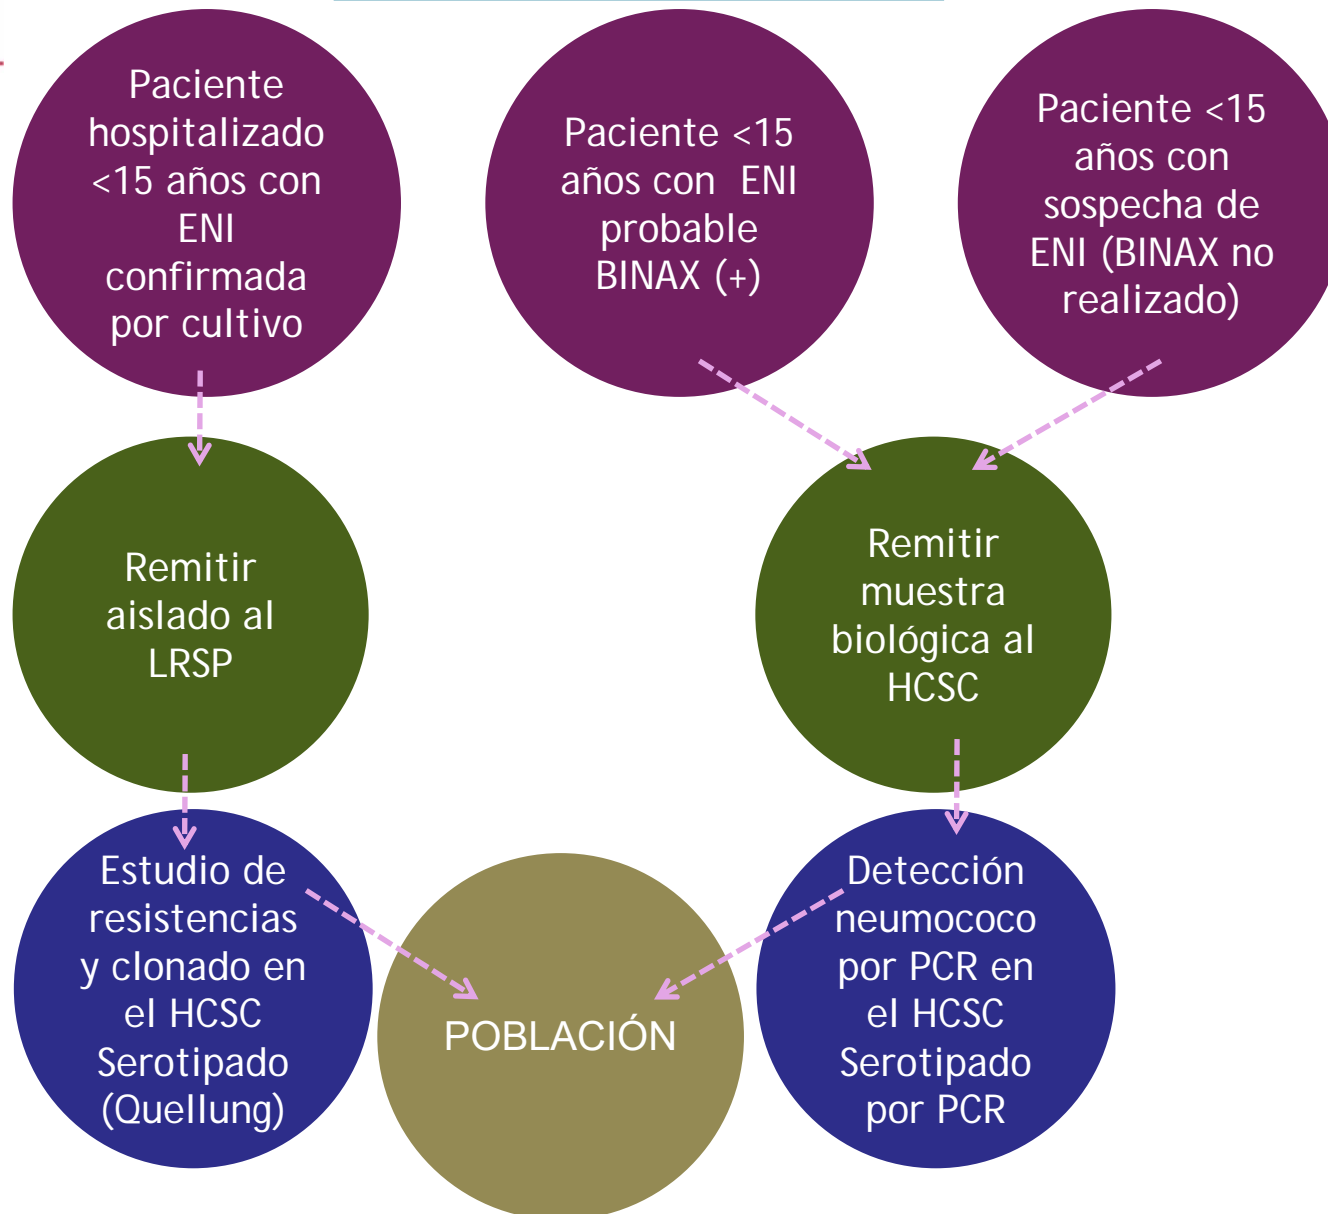 Paciente
hospitalizado
<15 años con
ENI
confirmada
por cultivo
Paciente <15
años con ENI
probable
BINAX (+)
Paciente <15
años con
sospecha de
ENI (BINAX no
realizado)
Remitir
aislado al
LRSP
Remitir
muestra
biológica al
HCSC
Estudio de
resistencias
y clonado en
el HCSC
Serotipado
(Quellung)
POBLACIÓN
Detección
neumococo
por PCR en
el HCSC
Serotipado
por PCR